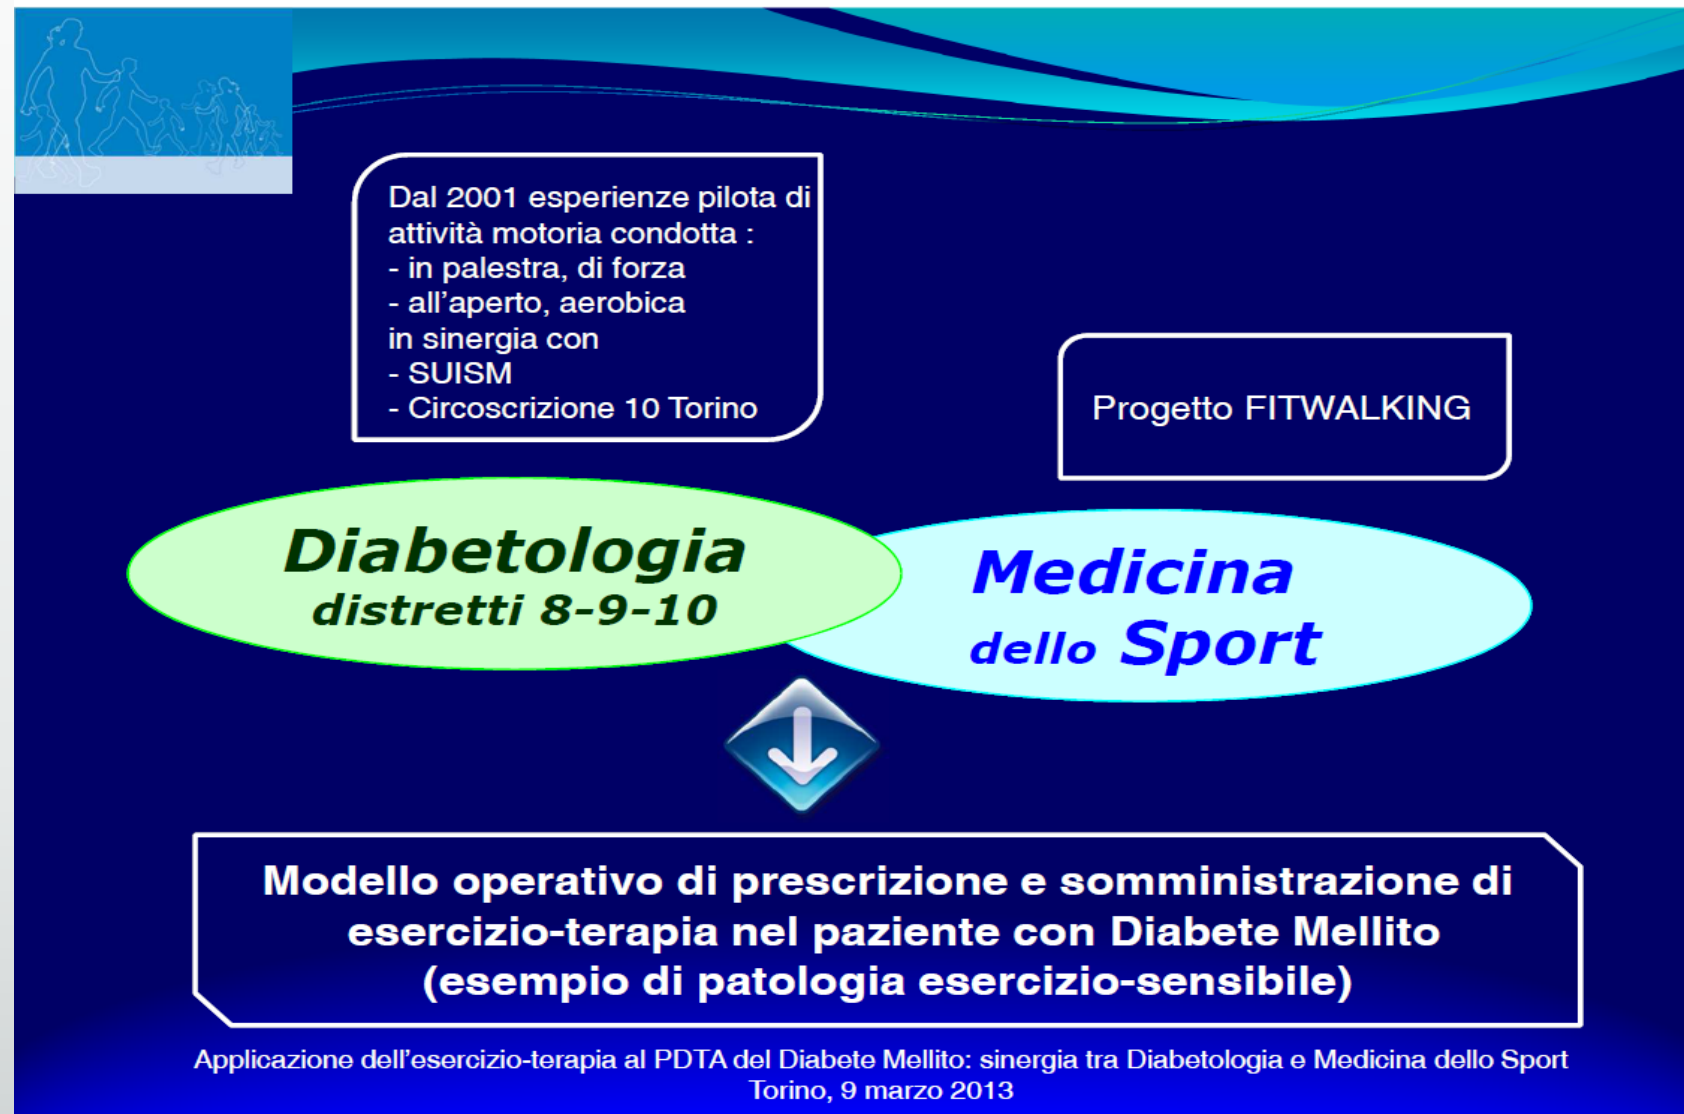 Dal 2001 esperienze pilota di
attività motoria condotta :
- in palestra, di forza
- all'aperto, aerobica
in sinergia con
- SUISM
- Circoscrizione 10 Torino
Progetto FITWALKING
Diabetologia
distretti 8-9-10
Medicina
dello Sport
Modello operativo di prescrizione e somministrazione di
esercizio-terapia nel paziente con Diabete Mellito
(esempio di patologia esercizio-sensibile)
Applicazione dell'esercizio-terapia al PDTA del Diabete Mellito: sinergia tra Diabetologia e Medicina dello Sport
Torino, 9 marzo 2013